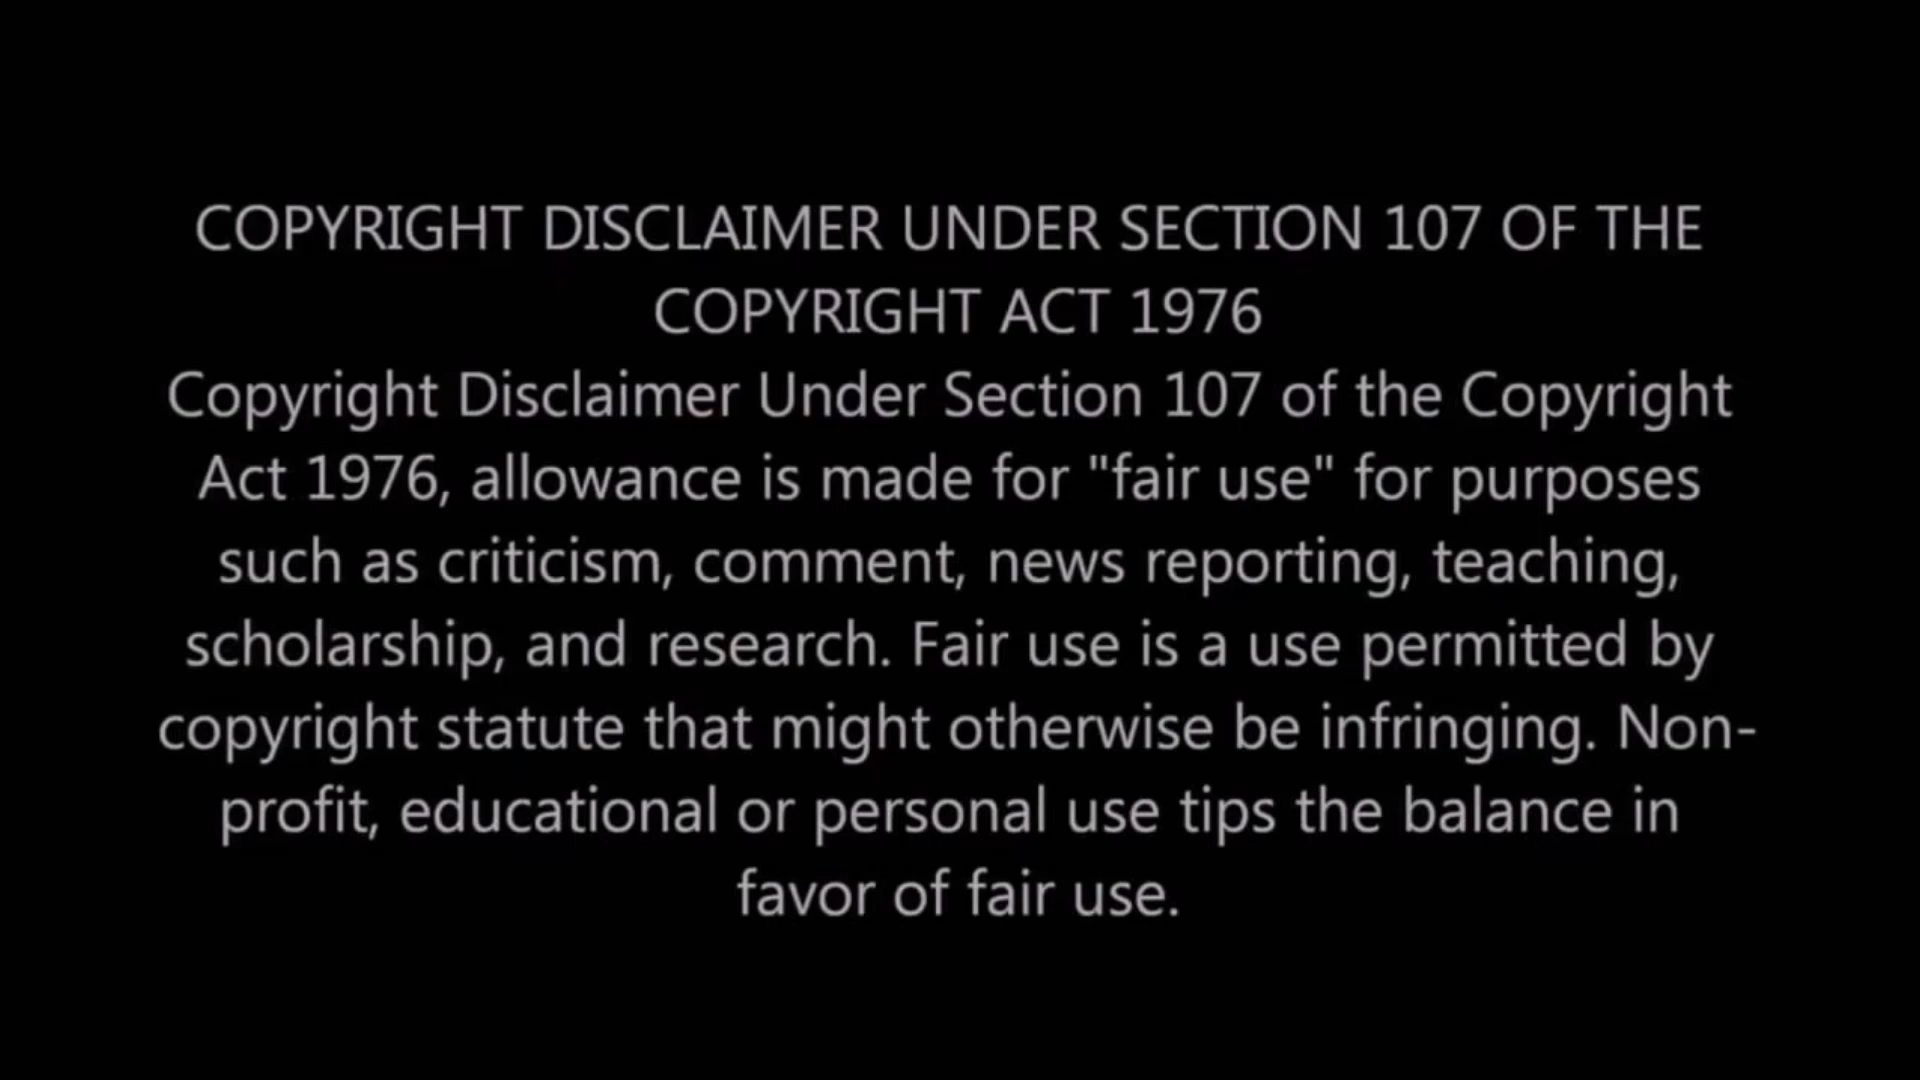 COPYRIGHT DISCLAIMER UNDER SECTION 107 OF THE
COPYRIGHT ACT 1976
Copyright Disclaimer Under Section 107 of the Copyright
Act 1976, allowance is made for "fair use" for purposes
such as criticism, comment, news reporting, teaching,
scholarship, and research. Fair use is a use permitted by
copyright statute that might otherwise be infringing. Non-
profit, educational or personal use tips the balance in
favor of fair use.